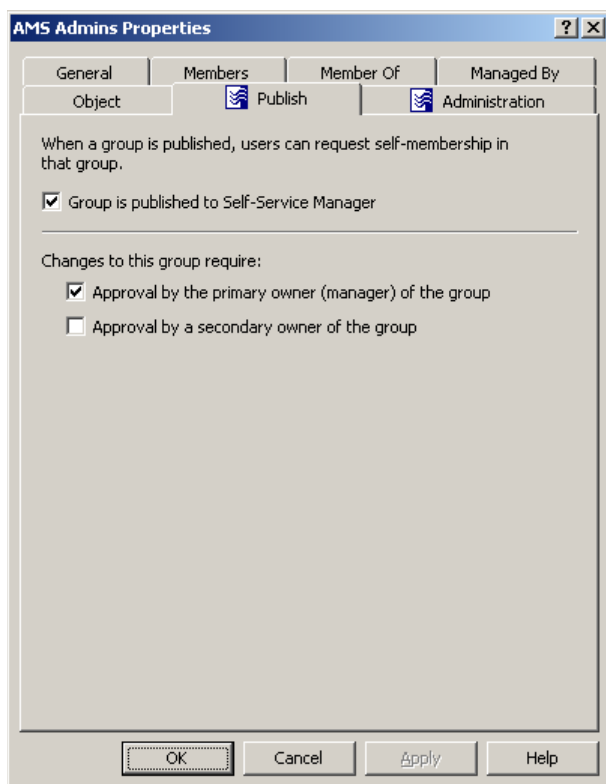 AMS Admins Properties
General Members Member Of Managed By
Object Publish Administration
When a group is published, users can request self-membership in
that group.
Group is published to Self-Service Manager
Changes to this group require:
Approval by the primary owner (manager) of the group
Approval by a secondary owner of the group
OK Cancel Apply Help